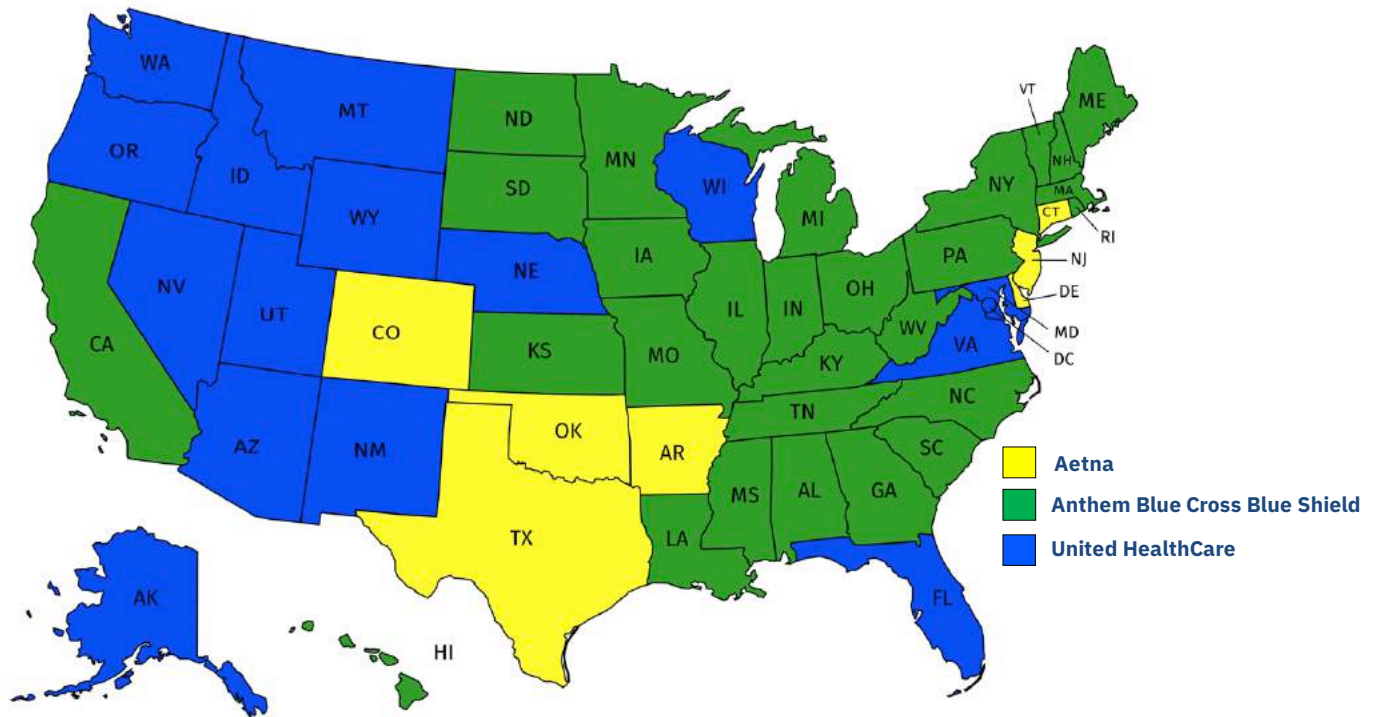 WA
MT
ND
MN
VT
ME
OR
ID
SD
WI
NH
NY
MA
WY
MI
CT
RI
IA
PA
NJ
NE
NV
UT
IL
IN
OH
DE
CO
WV
MD
CA
KS
MO
KY
VA
DC
NC
TN
AZ
NM
OK
AR
SC
Aetna
MS
AL
GA
Anthem Blue Cross Blue Shield
TX
LA
United HealthCare
AK
FL
HI